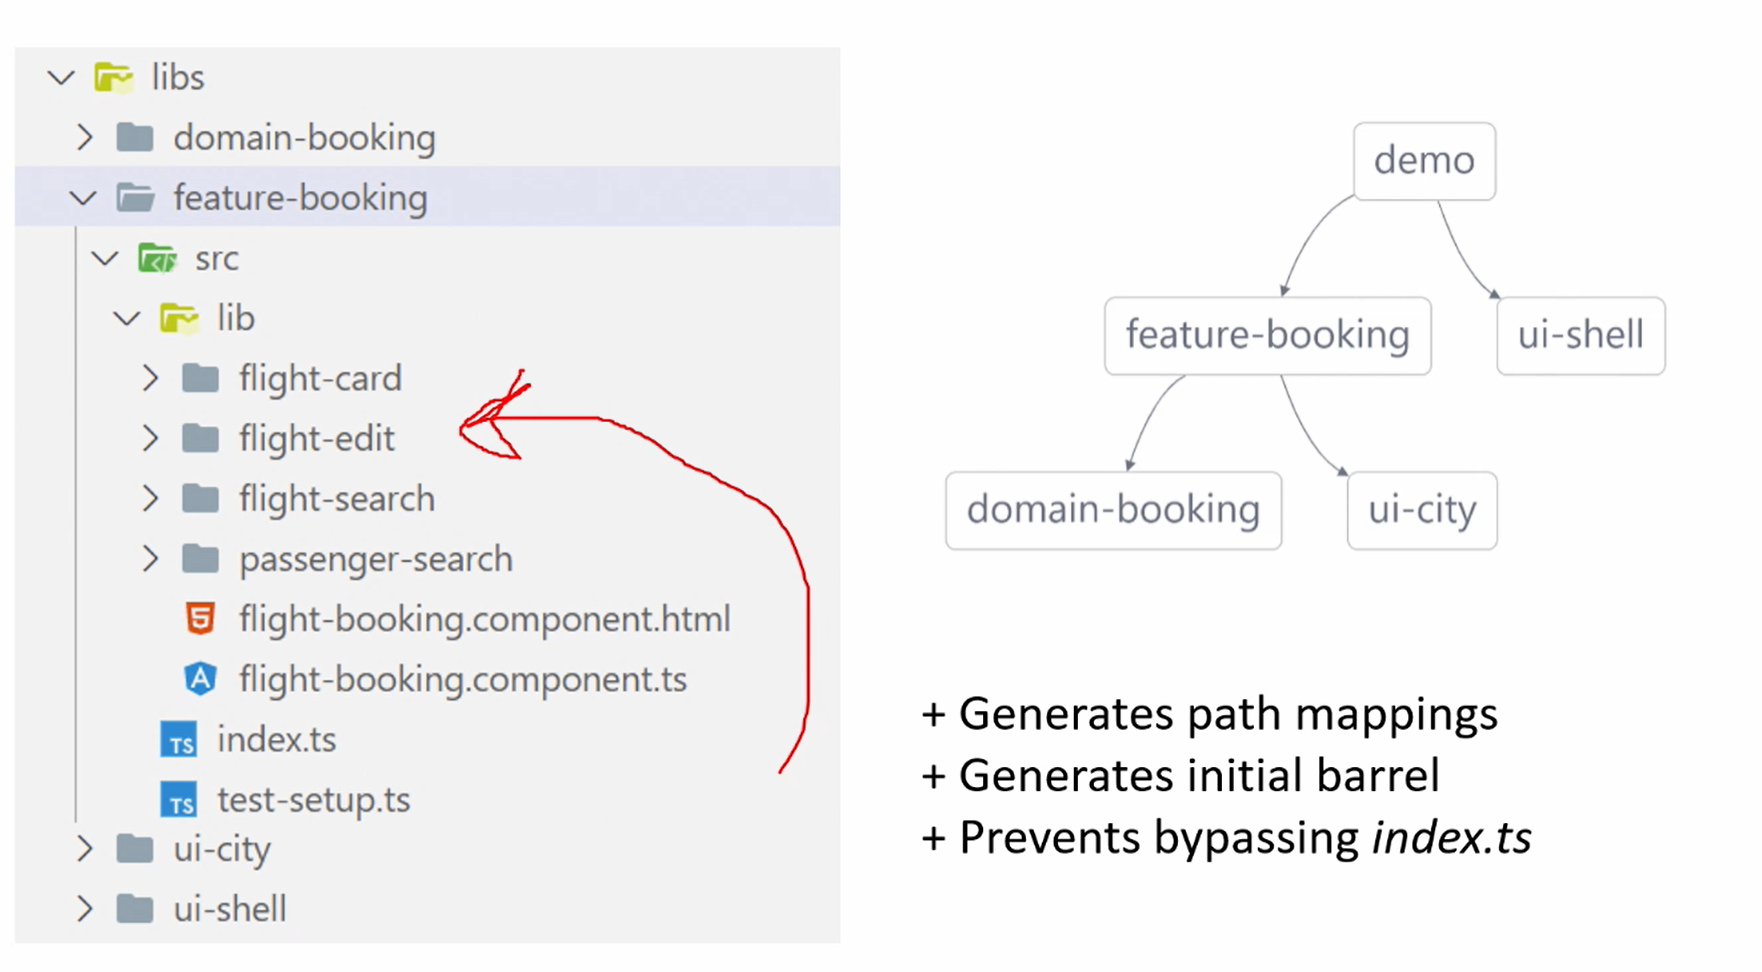 libs
domain-booking
feature-booking
src
lib
flight-card
flight-edit
flight-search
passenger-search
flight-booking.component.html
flight-booking.component.ts
TS index.ts
TS test-setup.ts
ui-city
ui-shell
demo
feature-booking
ui-shell
domain-booking
ui-city
+ Generates path mappings
+ Generates initial barrel
+ Prevents bypassing index.ts